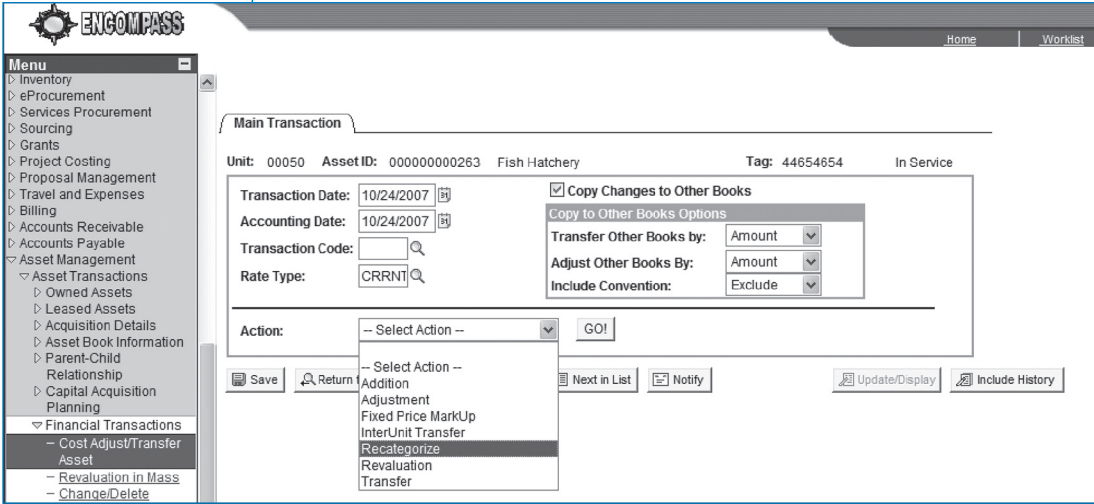 ENCOMPASS
Home
Worklist
Menu
Inventory
eProcurement
Services Procurement
Sourcing
Grants
Project Costing
Proposal Management
Travel and Expenses
Billing
Accounts Receivable
Accounts Payable
Asset Management
Asset Transactions
Owned Assets
Leased Assets
Acquisition Details
Asset Book Information
Parent-Child
Relationship
Capital Acquisition
Planning
Financial Transactions
– Cost Adjust/Transfer
Asset
– Revaluation in Mass
– Change/Delete
Main Transaction
Unit: 00050 Asset ID: 000000000263 Fish Hatchery Tag: 44654654 In Service
Transaction Date: 10/24/2007 31
Accounting Date: 10/24/2007 31
Transaction Code:
Rate Type: CRRNT
Copy Changes to Other Books
Copy to Other Books Options
Transfer Other Books by: Amount
Adjust Other Books By: Amount
Include Convention: Exclude
Action: -- Select Action -- GO!
-- Select Action --
Addition
Adjustment
Fixed Price MarkUp
InterUnit Transfer
Recategorize
Revaluation
Transfer
Save Return Next in List Notify Update/Display Include History